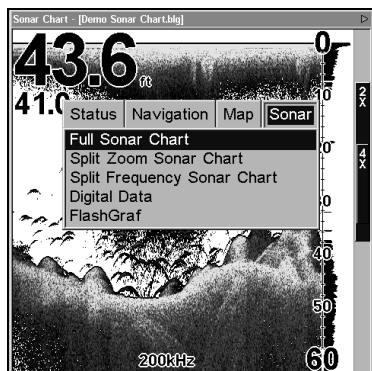 Sonar Chart - [Demo Sonar Chart.blg]
43.6 ft
0
41.0
10
2X
Status Navigation Map Sonar
Full Sonar Chart
4X
Split Zoom Sonar Chart
Split Frequency Sonar Chart
Digital Data
FlashGraf
40
50
200kHz
60